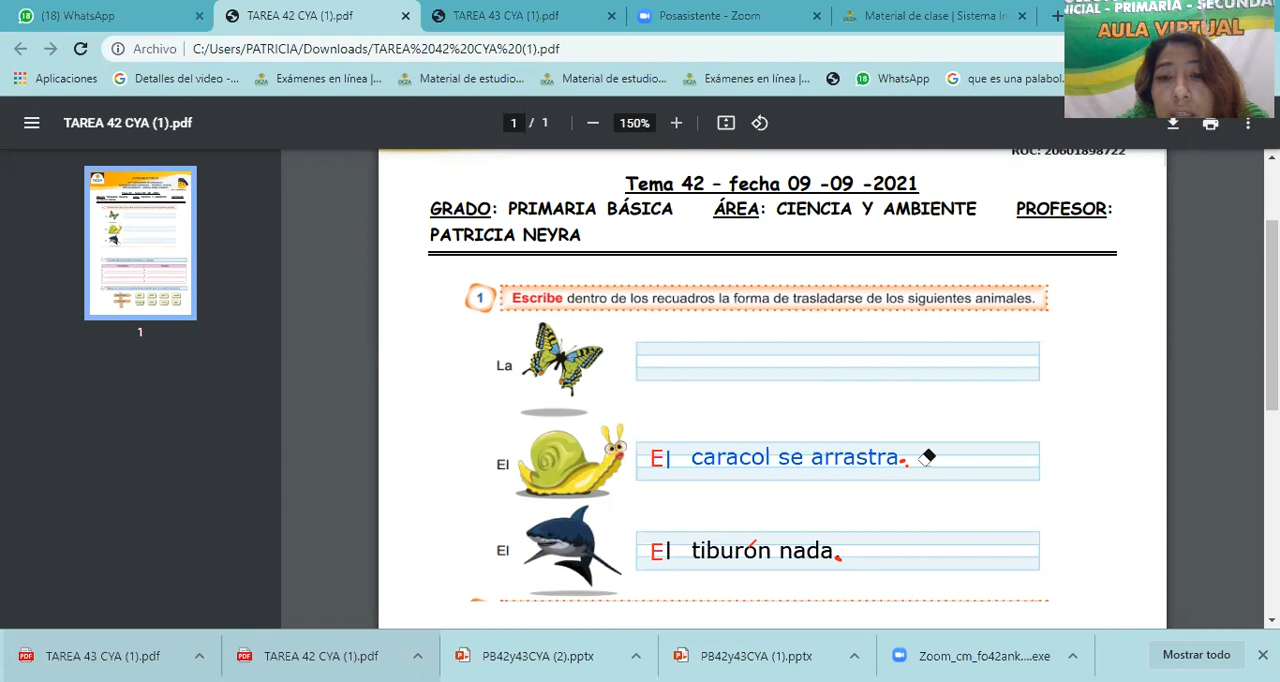 (18) WhatsApp
TAREA 42 CYA (1).pdf
TAREA 43 CYA (1).pdf
Posasistente - Zoom
Material de clase | Sistema In
Archivo | C:/Users/PATRICIA/Downloads/TAREA%2042%20CYA%20(1).pdf
Aplicaciones
Detalles del video -...
Exámenes en línea |...
Material de estudio...
Material de estudio...
Exámenes en línea |...
WhatsApp
que es una palabol.
NICIAL - PRIMARIA - SECUNDA
AULA VIRTUAL
TAREA 42 CYA (1).pdf
1 / 1
150%
1
RUC: 20601898722
Tema 42 – fecha 09 -09 -2021
GRADO: PRIMARIA BÁSICA ÁREA: CIENCIA Y AMBIENTE PROFESOR:
PATRICIA NEYRA
1 Escribe dentro de los recuadros la forma de trasladarse de los siguientes animales.
La
El
El caracol se arrastra.
El
El tiburón nada.
TAREA 43 CYA (1).pdf
TAREA 42 CYA (1).pdf
PB42y43CYA (2).pptx
PB42y43CYA (1).pptx
Zoom_cm_fo42ank....exe
Mostrar todo